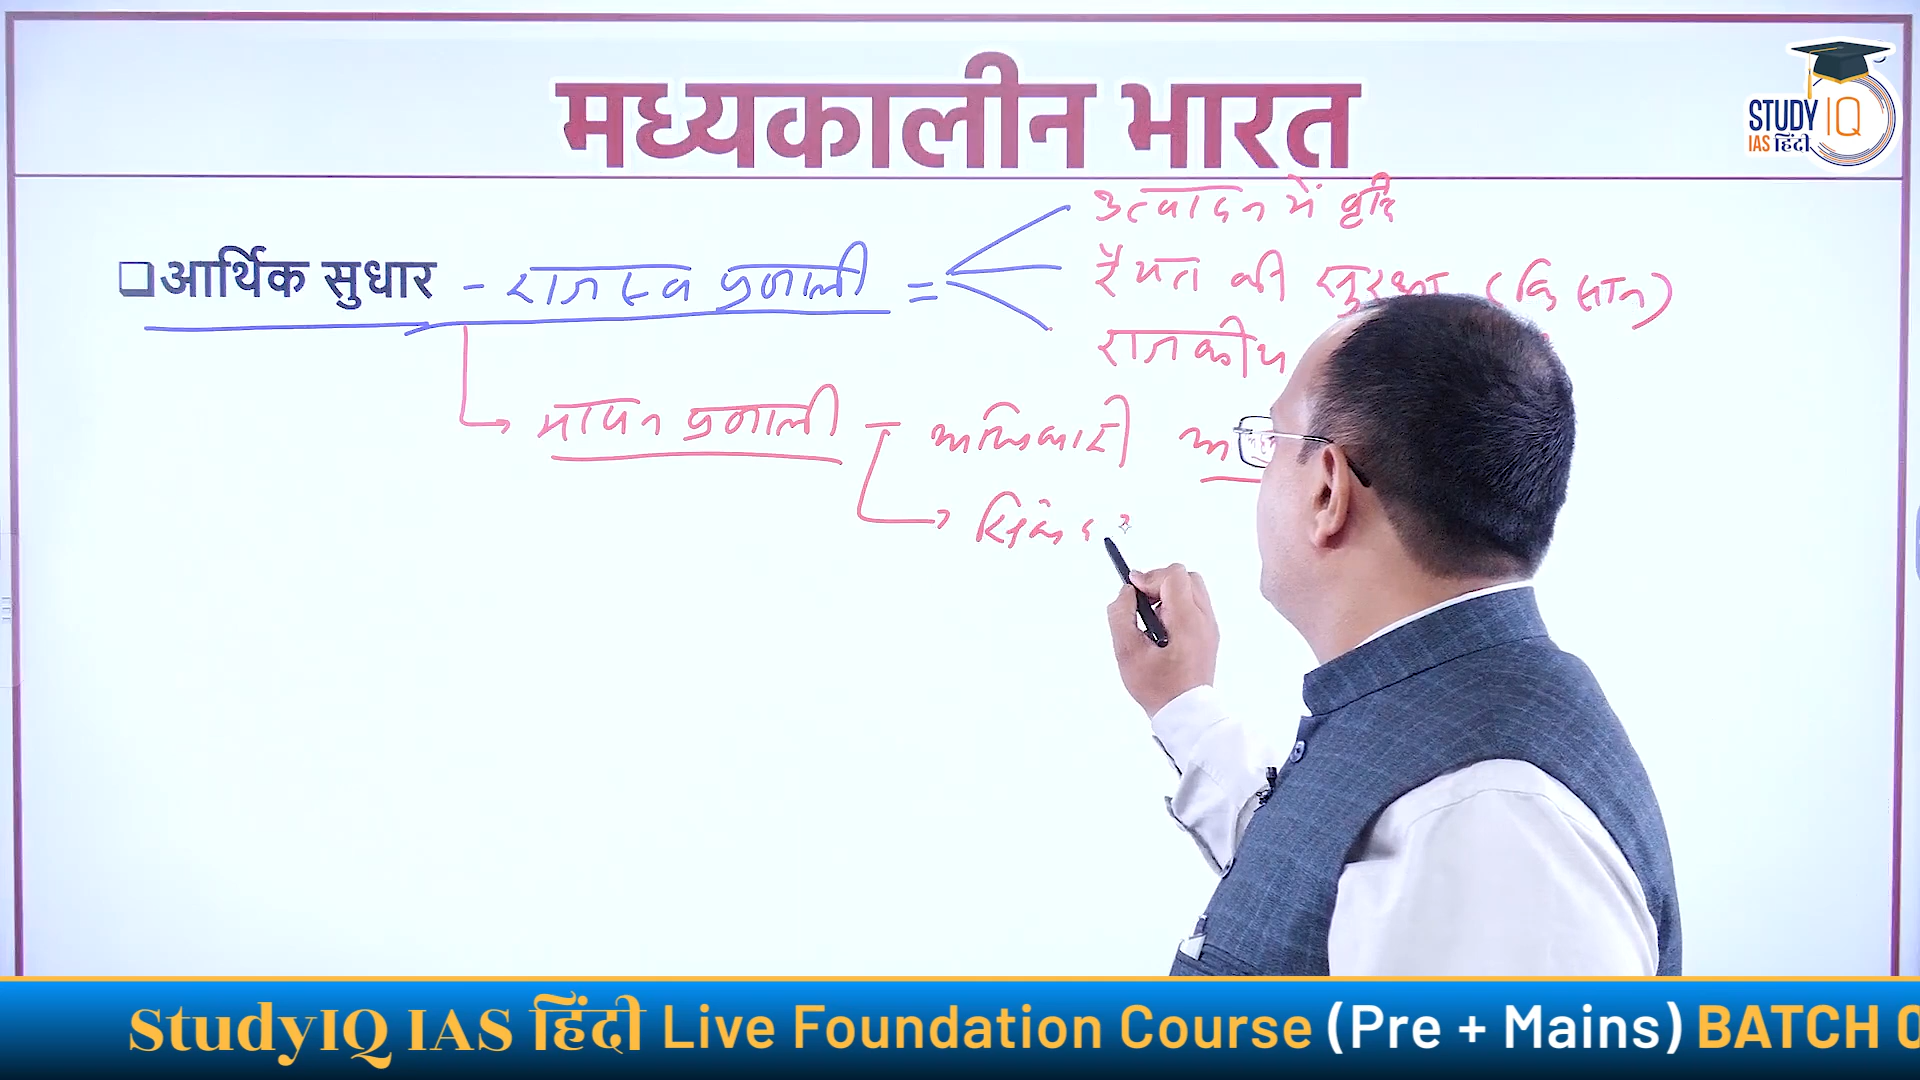 मध्यकालीन भारत
STUDY IQ
IAS हिंदी
उत्पादन में वृद्धि
❑आर्थिक सुधार - राजस्व प्रणाली =
रैयत की सुरक्षा (किसान)
राजकीय
मापन प्रणाली - अधिकारी
सिकंद
StudyIQ IAS हिंदी Live Foundation Course (Pre + Mains) BATCH